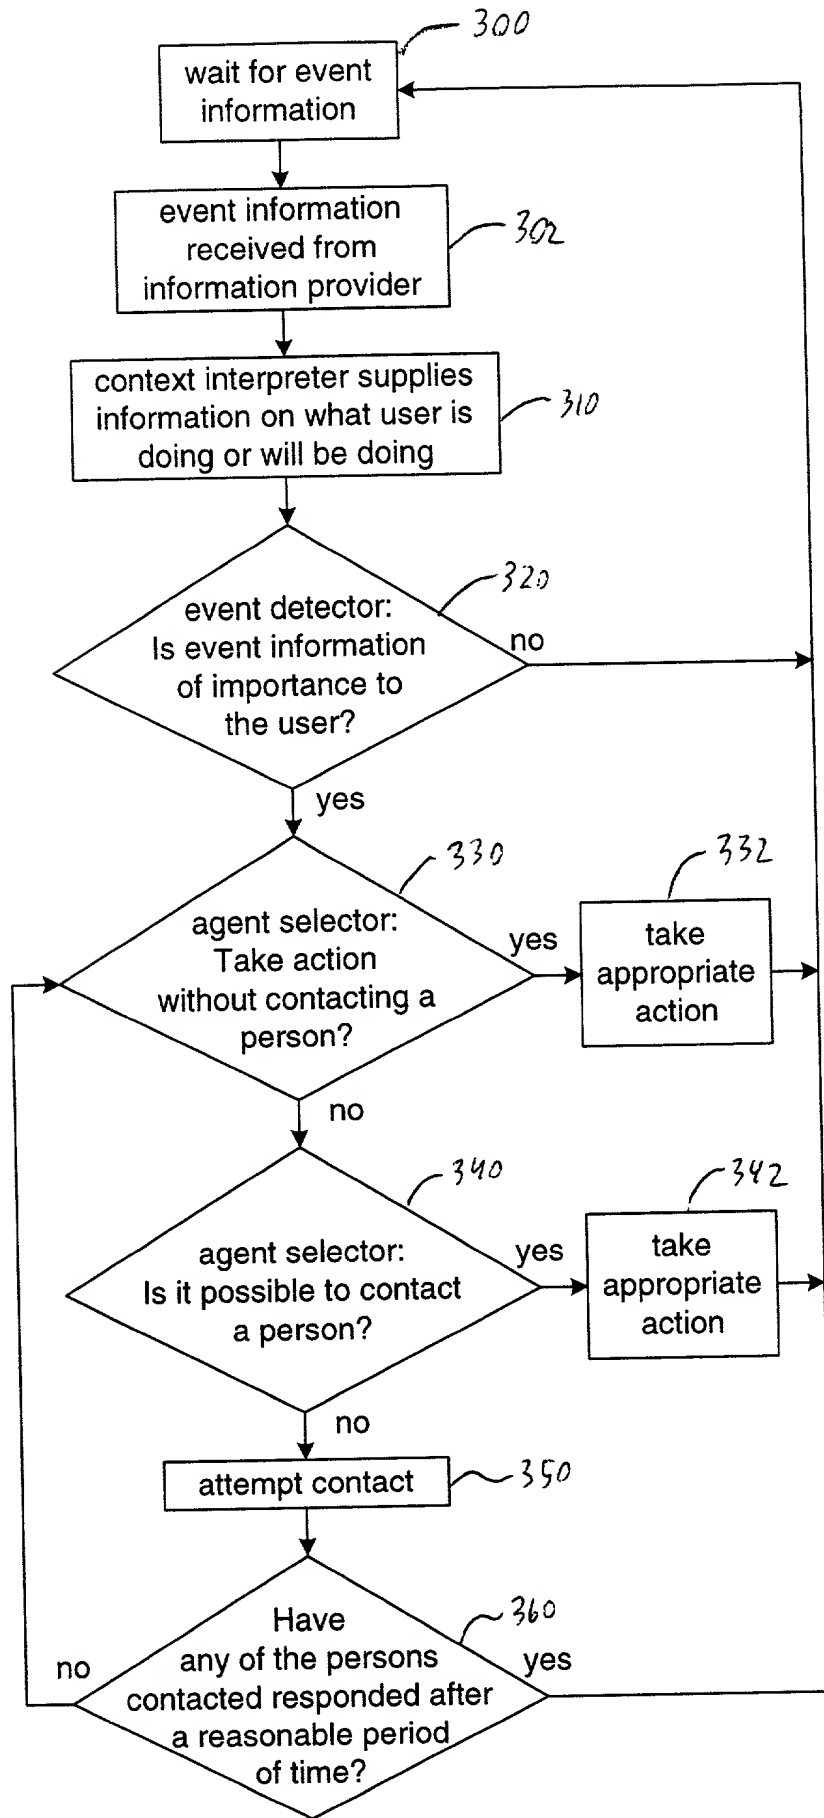 300
wait for event
information
event information
received from
information provider
302
context interpreter supplies
information on what user is
doing or will be doing
310
320
event detector:
Is event information
of importance to
the user?
no
yes
330
agent selector:
Take action
without contacting a
person?
yes
332
take
appropriate
action
no
340
agent selector:
Is it possible to contact
a person?
yes
342
take
appropriate
action
no
attempt contact
350
360
Have
any of the persons
contacted responded after
a reasonable period
of time?
no
yes